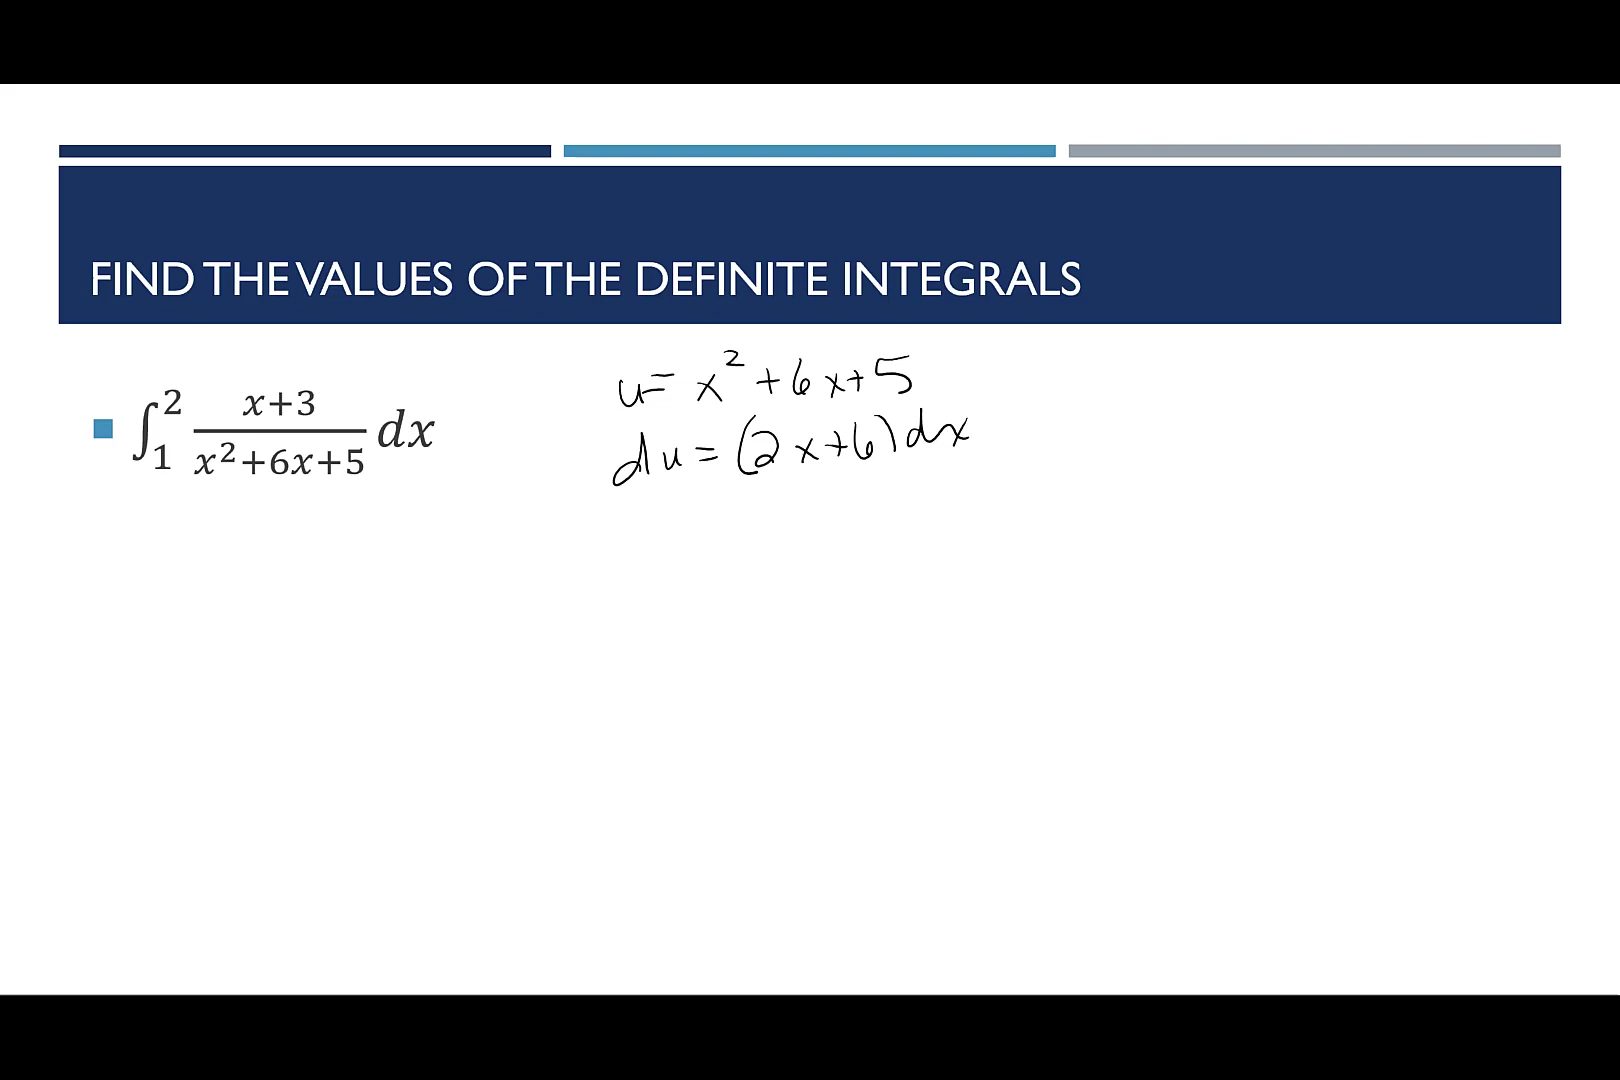 FIND THE VALUES OF THE DEFINITE INTEGRALS
∫₁² (x+3)/(x²+6x+5) dx
u = x² + 6x + 5
du = (2x+6)dx